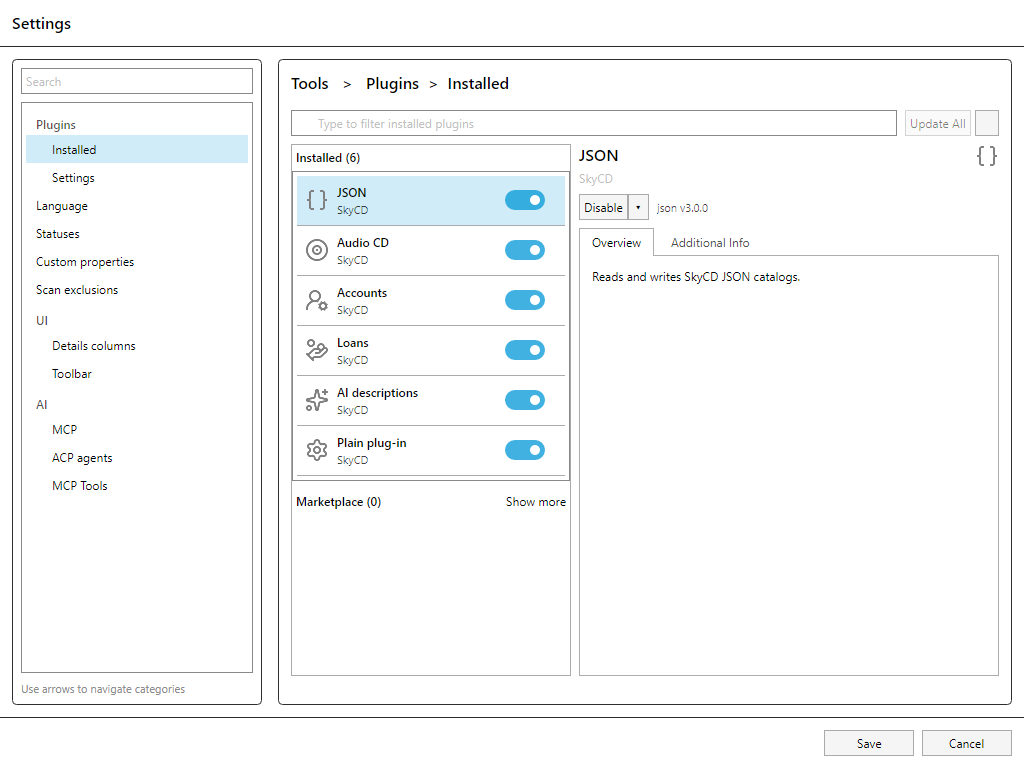 Settings
Search
Plugins
Installed
Settings
Language
Statuses
Custom properties
Scan exclusions
UI
Details columns
Toolbar
AI
MCP
ACP agents
MCP Tools
Use arrows to navigate categories
Tools > Plugins > Installed
Type to filter installed plugins
Update All
Installed (6)
JSON
SkyCD
Audio CD
SkyCD
Accounts
SkyCD
Loans
SkyCD
AI descriptions
SkyCD
Plain plug-in
SkyCD
Marketplace (0) Show more
JSON
SkyCD
Disable json v3.0.0
Overview Additional Info
Reads and writes SkyCD JSON catalogs.
Save Cancel